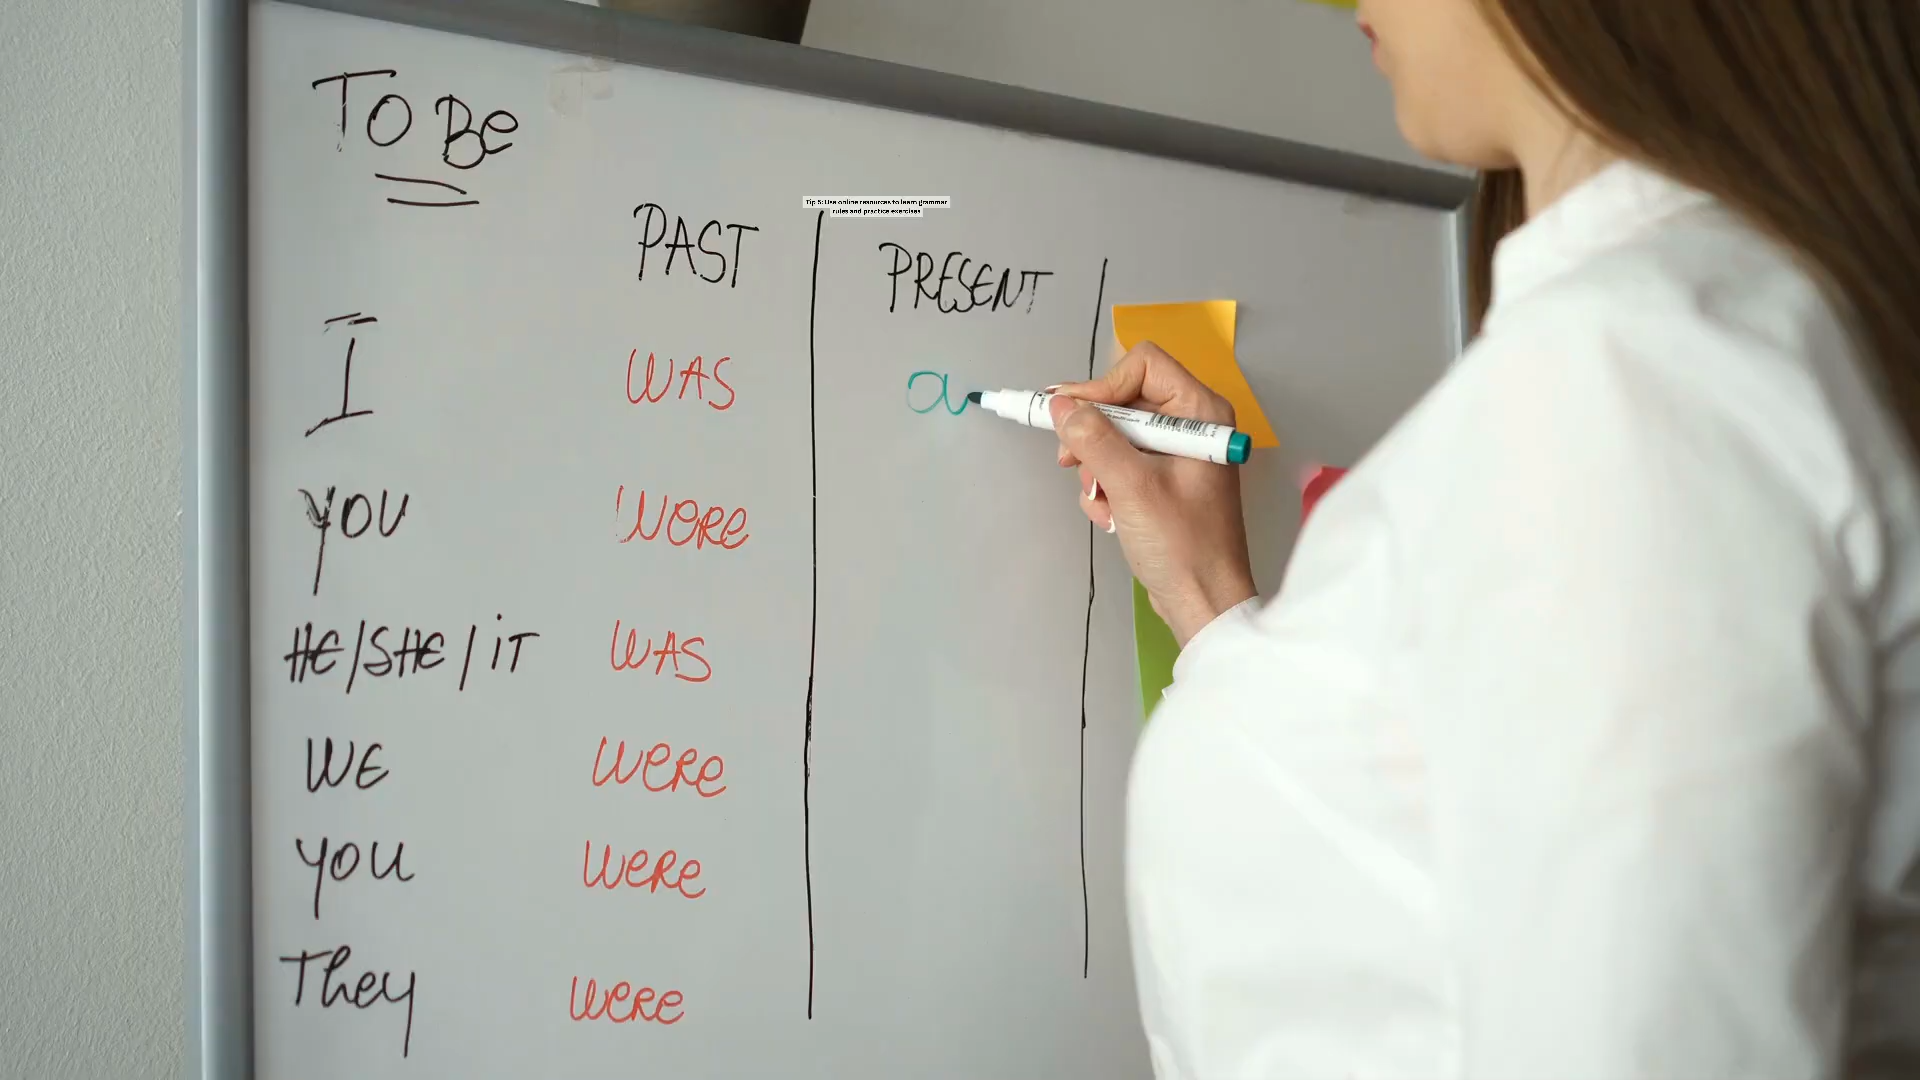 TO Be
Tip 5: Use online resources to learn grammar
rules and practice exercises
PAST
PRESENT
I WAS
YOU WeRe
HE/SHE/iT WAS
WE WeRe
YOU WeRe
They WeRe